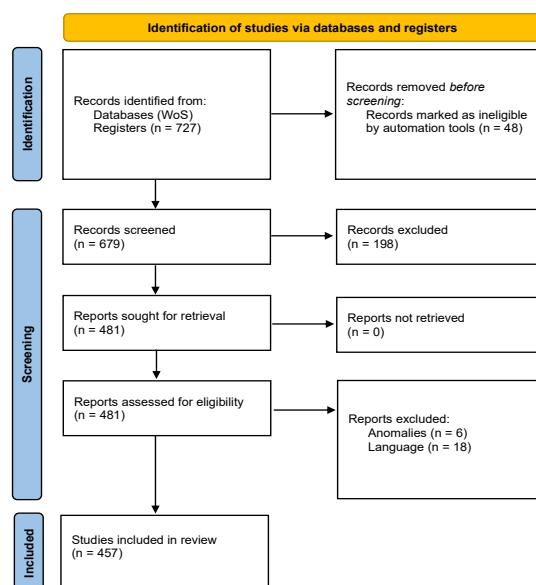 Identification of studies via databases and registers
Identification
Records identified from:
Databases (WoS)
Registers (n = 727)
Records removed before
screening:
Records marked as ineligible
by automation tools (n = 48)
Screening
Records screened
(n = 679)
Records excluded
(n = 198)
Reports sought for retrieval
(n = 481)
Reports not retrieved
(n = 0)
Reports assessed for eligibility
(n = 481)
Reports excluded:
Anomalies (n = 6)
Language (n = 18)
Included
Studies included in review
(n = 457)